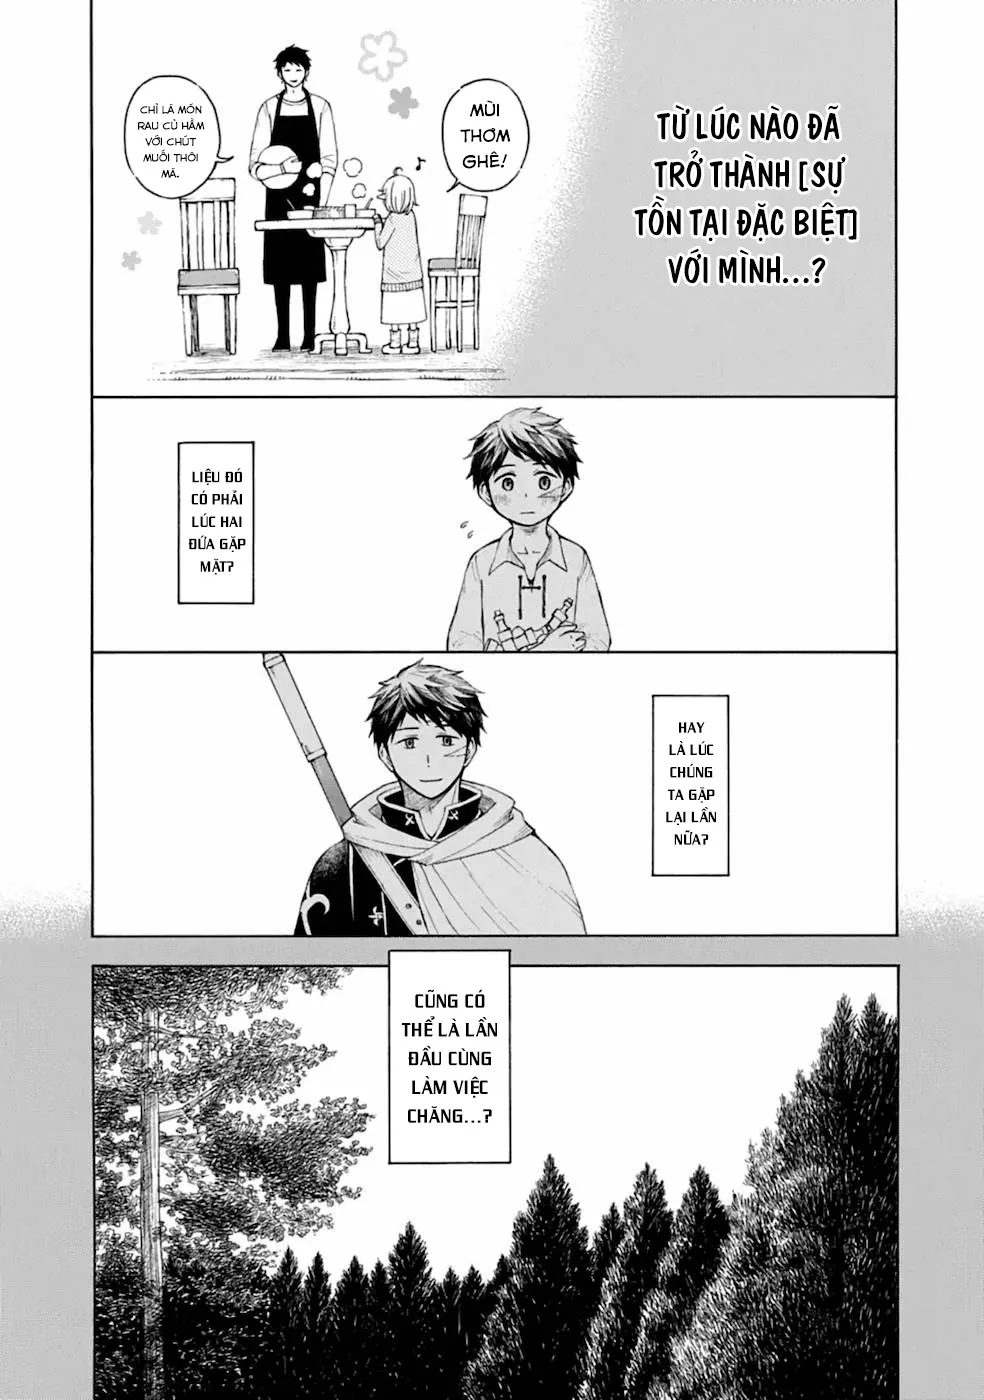 TỪ LÚC NÀO ĐÃ
TRỞ THÀNH [SỰ
TỒN TẠI ĐẶC BIỆT]
VỚI MÌNH...?
MÙI
THƠM
GHÊ!
CHỈ LÀ MÓN
RAU CỦ HẦM
VỚI CHÚT
MUỐI THÔI
MÀ.
LIỆU ĐÓ
CÓ PHẢI
LÚC HAI
ĐỨA GẶP
MẶT?
HAY
LÀ LÚC
CHÚNG
TA GẶP
LẠI LẦN
NỮA?
CŨNG CÓ
THỂ LÀ LẦN
ĐẦU CÙNG
LÀM VIỆC
CHĂNG...?